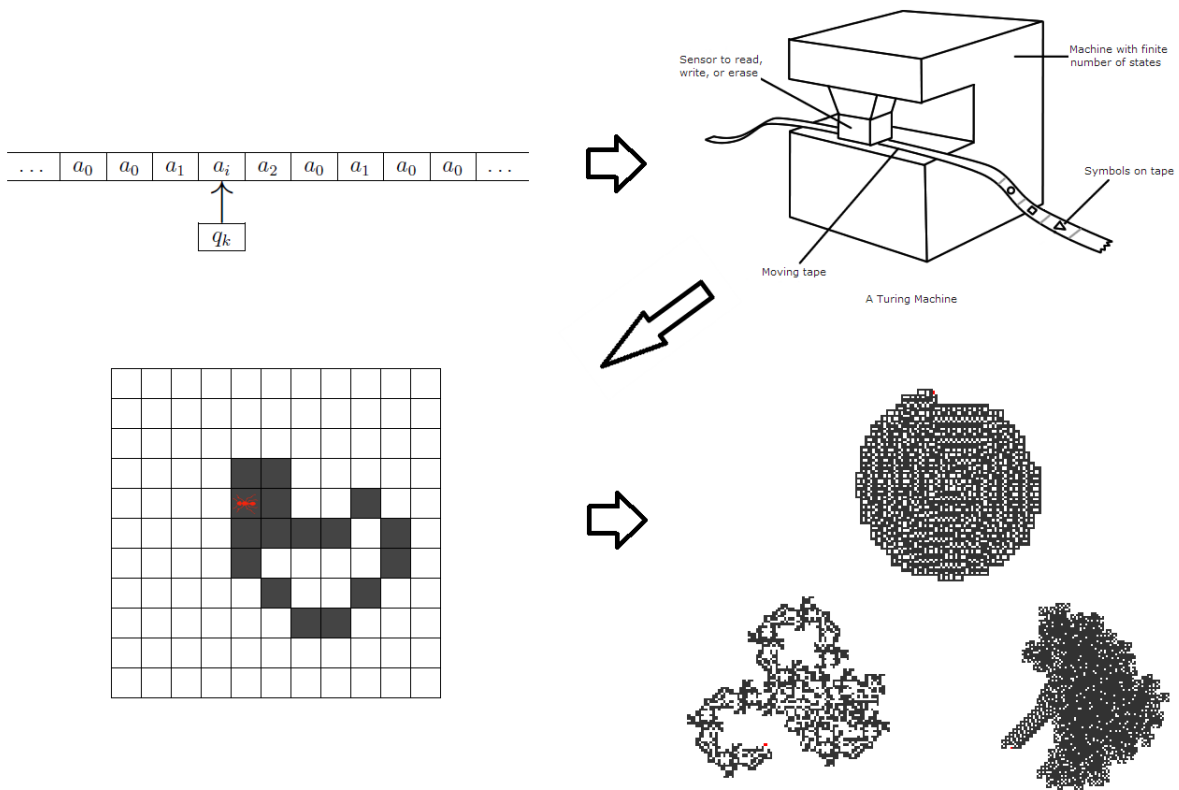 ... a₀ a₀ a₁ aᵢ a₂ a₀ a₁ a₀ a₀ ...
qₖ
Sensor to read,
write, or erase
Machine with finite
number of states
Symbols on tape
Moving tape
A Turing Machine